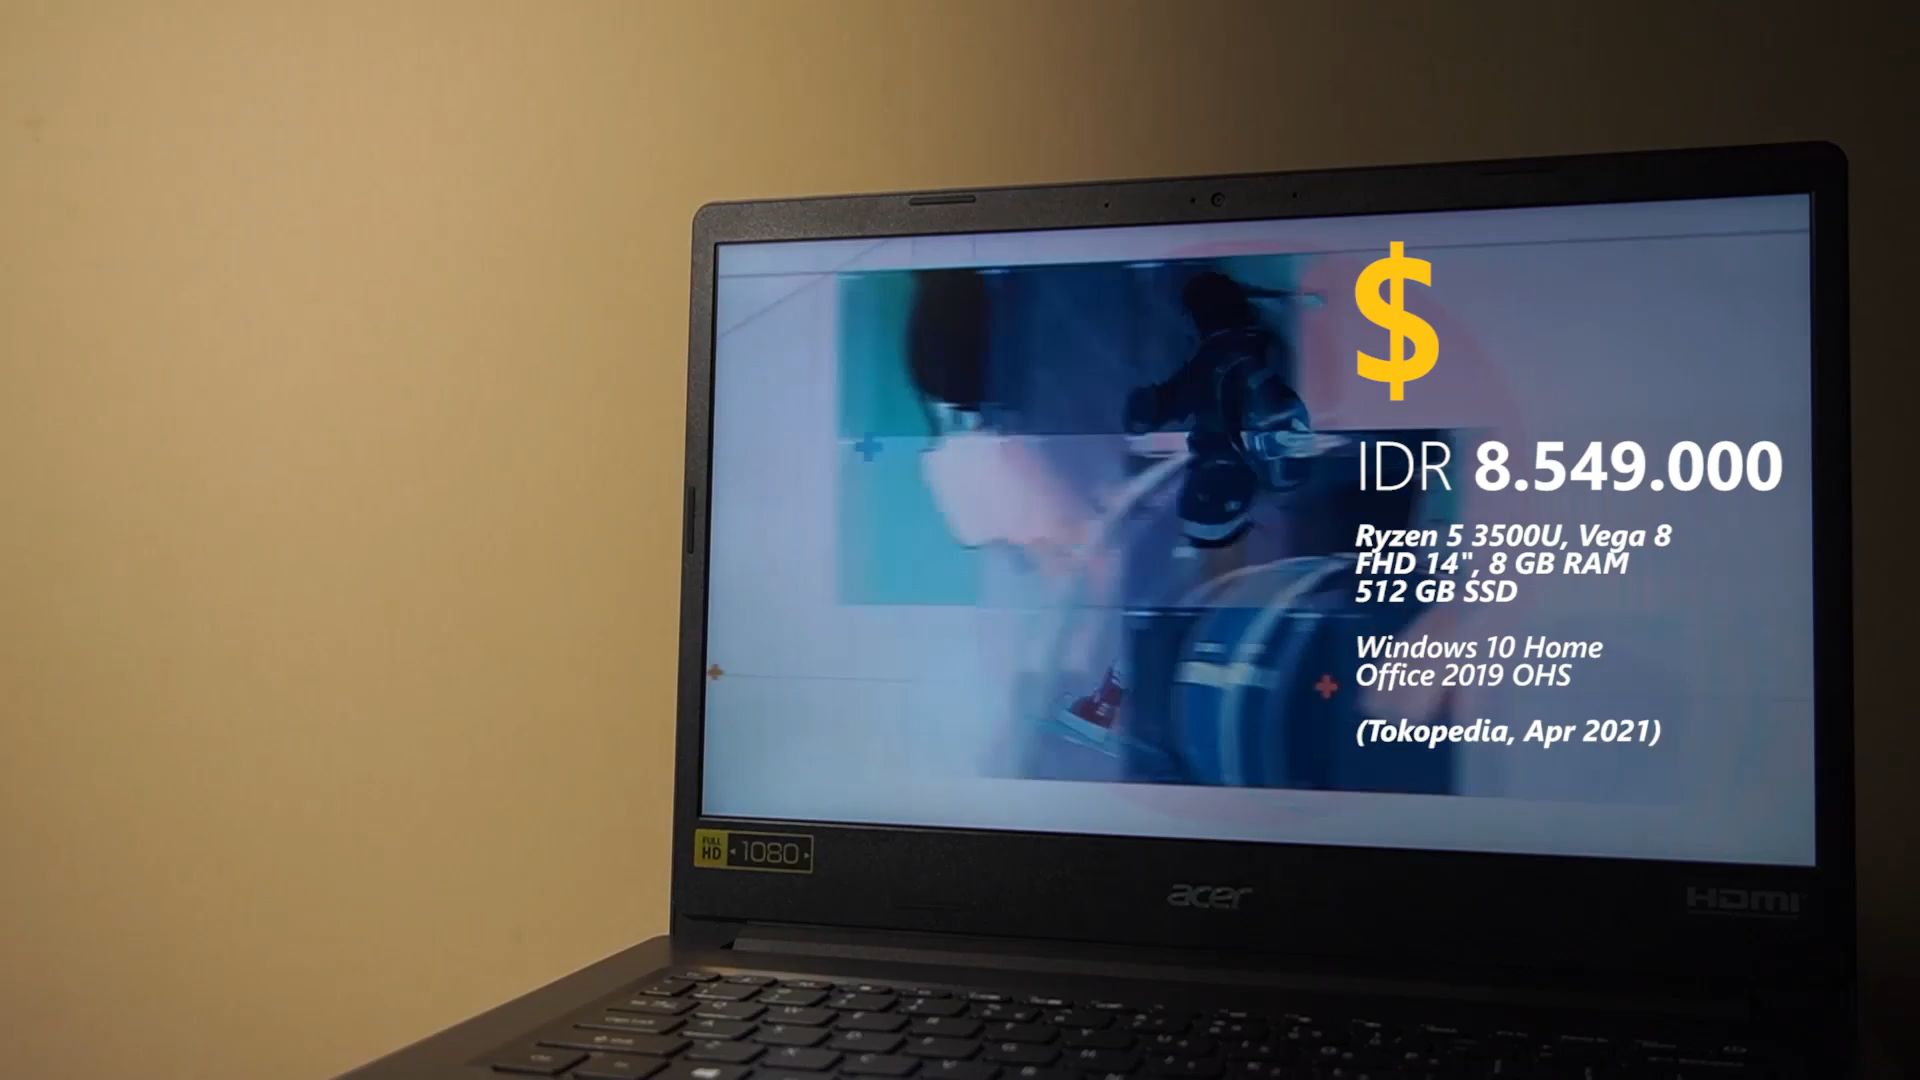 $
IDR 8.549.000
Ryzen 5 3500U, Vega 8
FHD 14", 8 GB RAM
512 GB SSD
Windows 10 Home
Office 2019 OHS
(Tokopedia, Apr 2021)
FULL HD 1080
acer
HDMI